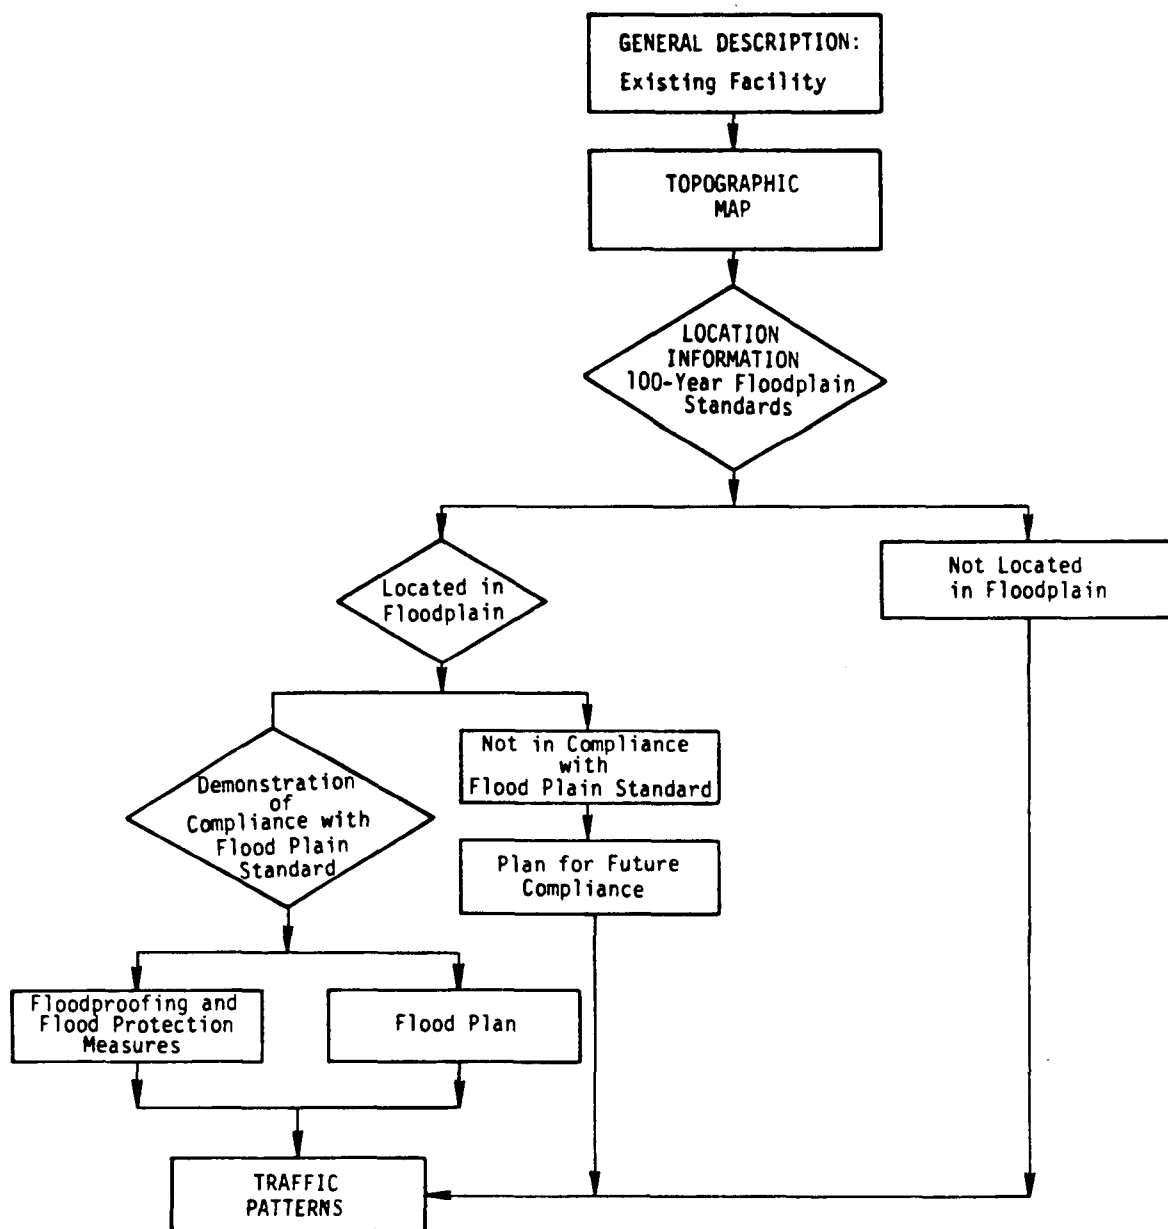 GENERAL DESCRIPTION:
Existing Facility
TOPOGRAPHIC
MAP
LOCATION
INFORMATION
100-Year Floodplain
Standards
Located in
Floodplain
Not Located
in Floodplain
Demonstration
of
Compliance with
Flood Plain
Standard
Not in Compliance
with
Flood Plain Standard
Plan for Future
Compliance
Floodproofing and
Flood Protection
Measures
Flood Plan
TRAFFIC
PATTERNS